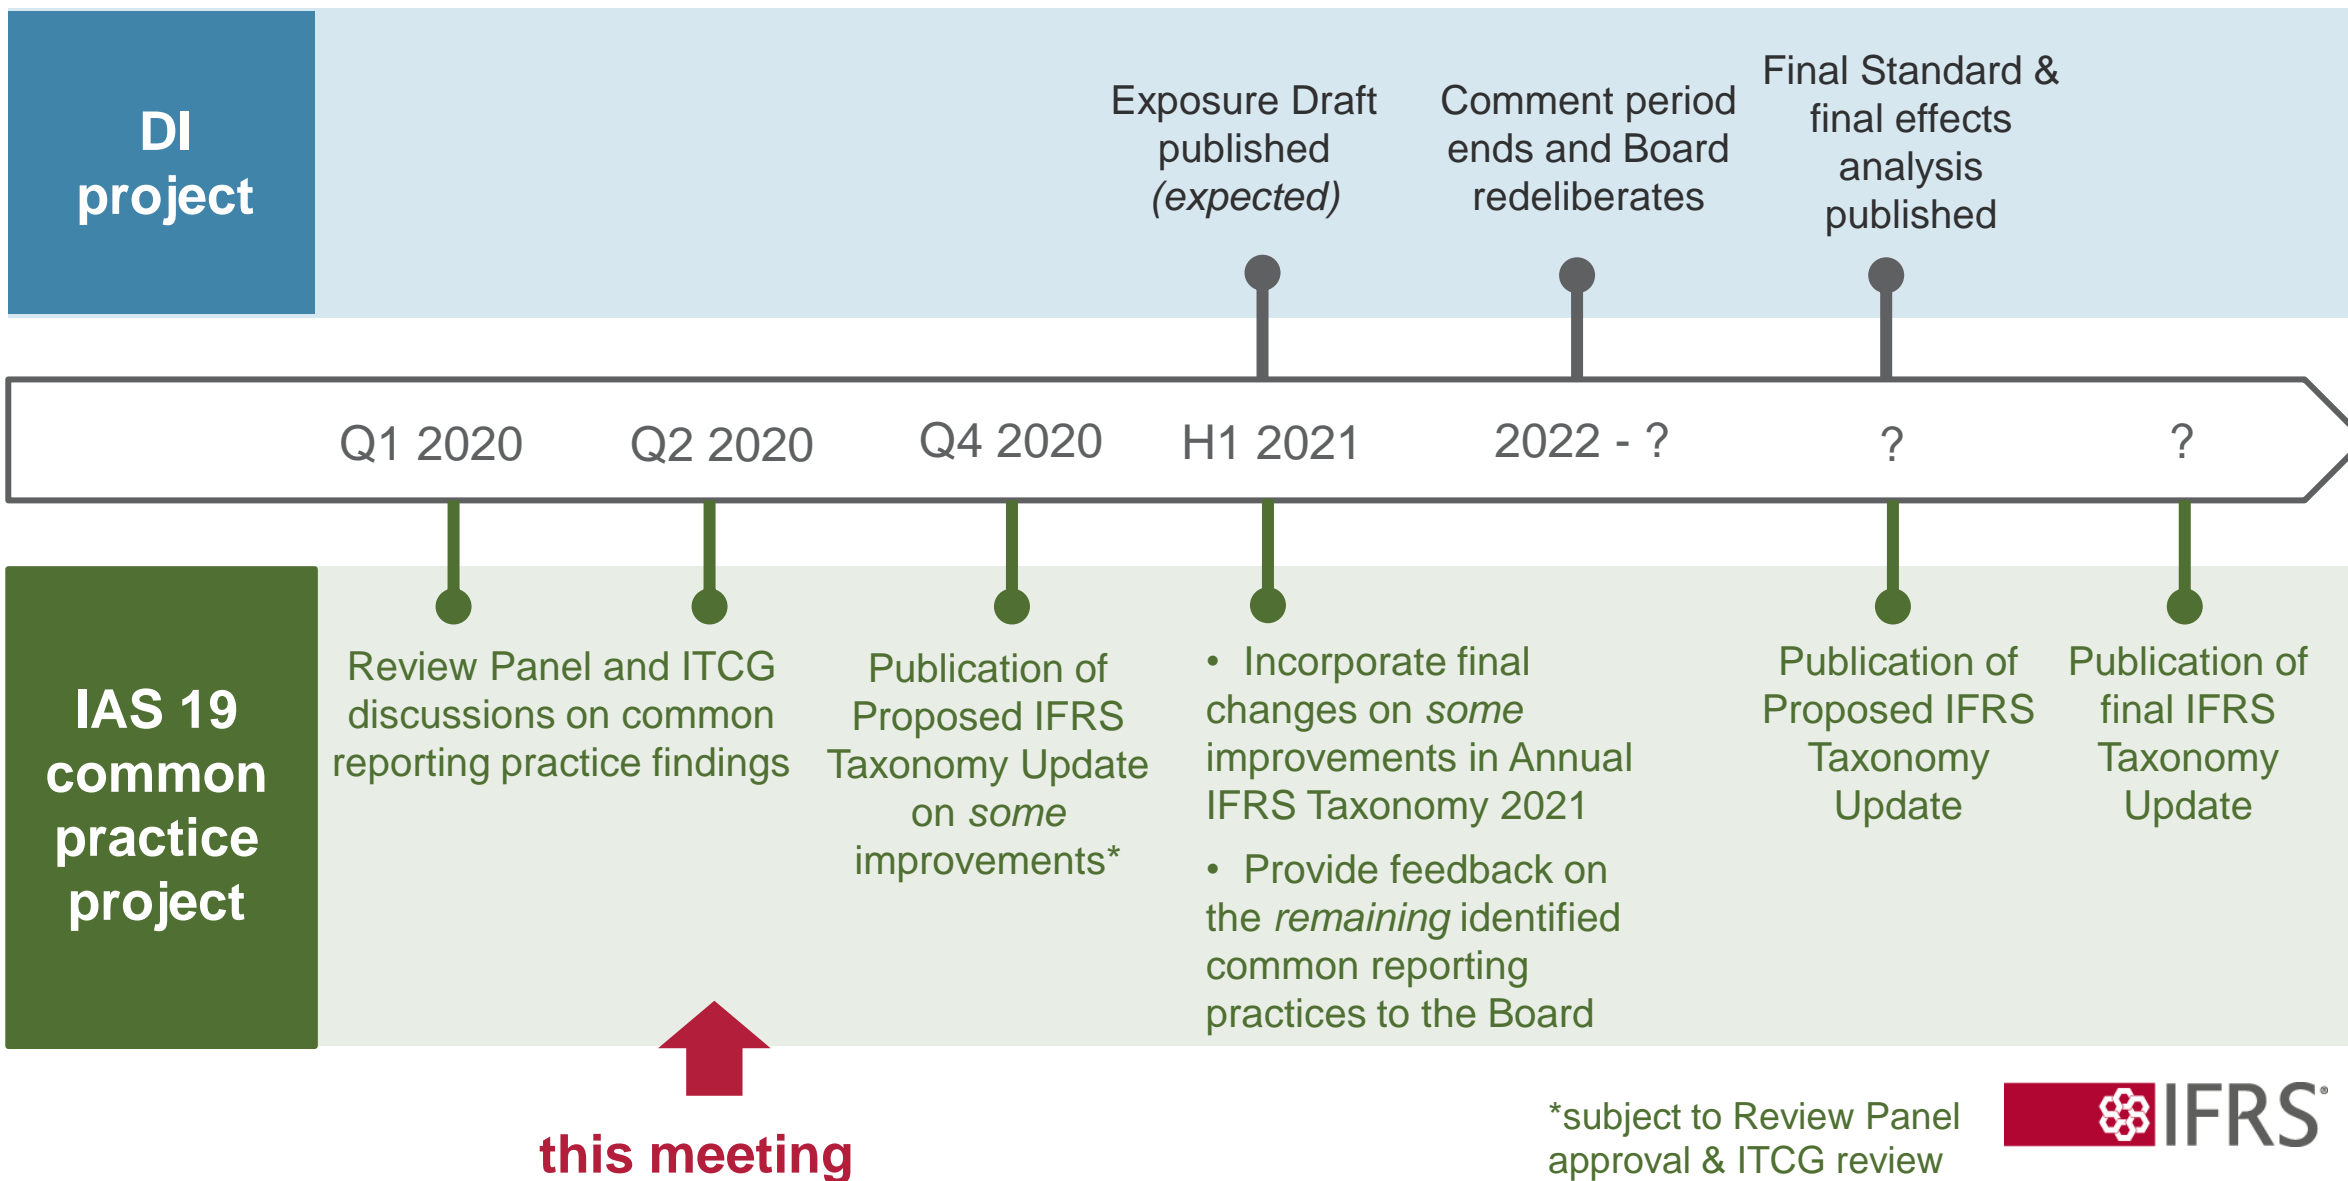 DI
project
Exposure Draft
published
(expected)
Comment period
ends and Board
redeliberates
Final Standard &
final effects
analysis
published
Q1 2020
Q2 2020
Q4 2020
H1 2021
2022 - ?
?
?
IAS 19
common
practice
project
Review Panel and ITCG
discussions on common
reporting practice findings
Publication of
Proposed IFRS
Taxonomy Update
on some
improvements*
• Incorporate final
changes on some
improvements in Annual
IFRS Taxonomy 2021
• Provide feedback on
the remaining identified
common reporting
practices to the Board
Publication of
Proposed IFRS
Taxonomy
Update
Publication of
final IFRS
Taxonomy
Update
this meeting
*subject to Review Panel
approval & ITCG review
IFRS®